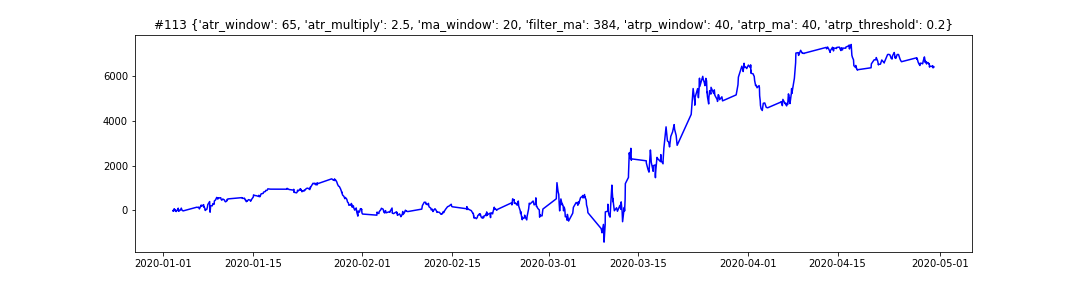 #113 {'atr_window': 65, 'atr_multiply': 2.5, 'ma_window': 20, 'filter_ma': 384, 'atrp_window': 40, 'atrp_ma': 40, 'atrp_threshold': 0.2}
6000
4000
2000
0
2020-01-01 2020-01-15 2020-02-01 2020-02-15 2020-03-01 2020-03-15 2020-04-01 2020-04-15 2020-05-01